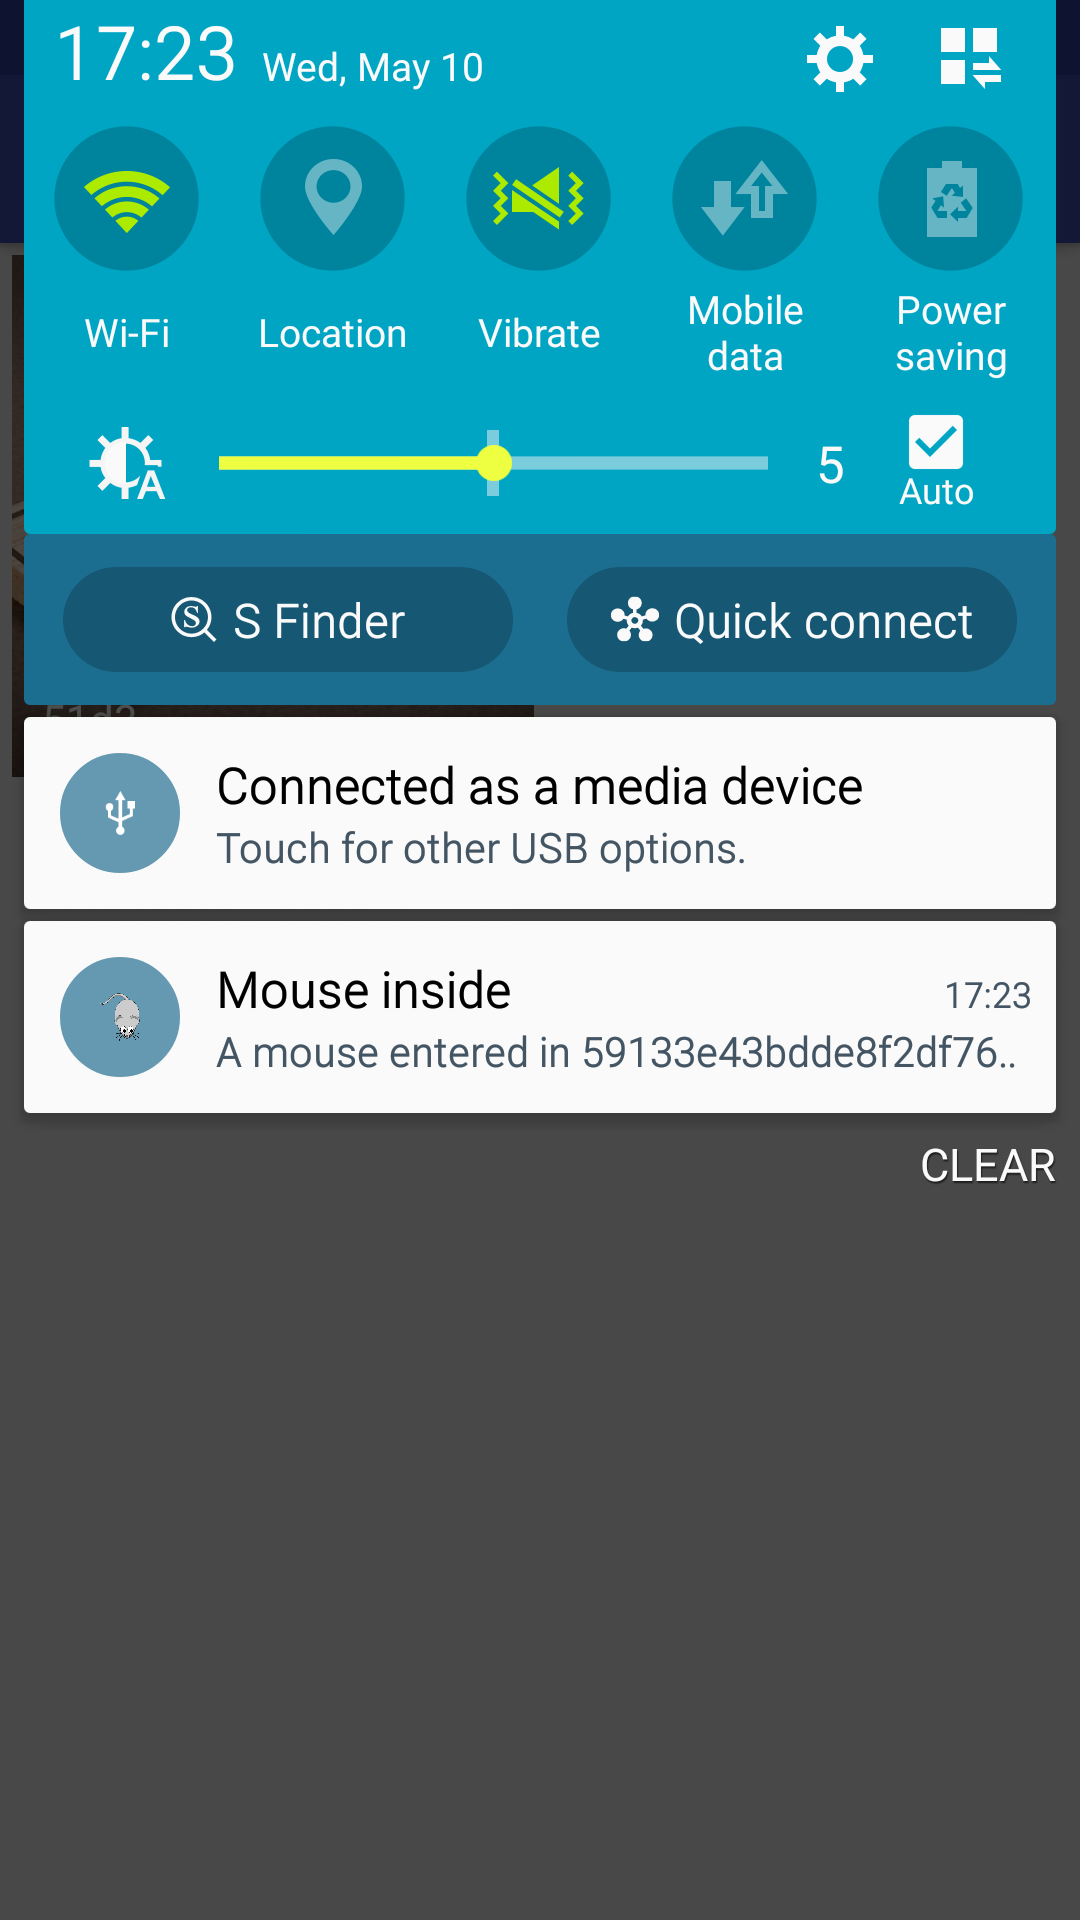 17:23 Wed, May 10
Wi-Fi
Location
Vibrate
Mobile
data
Power
saving
A
5
Auto
S Finder
Quick connect
Connected as a media device
Touch for other USB options.
Mouse inside
17:23
A mouse entered in 59133e43bdde8f2df76..
CLEAR